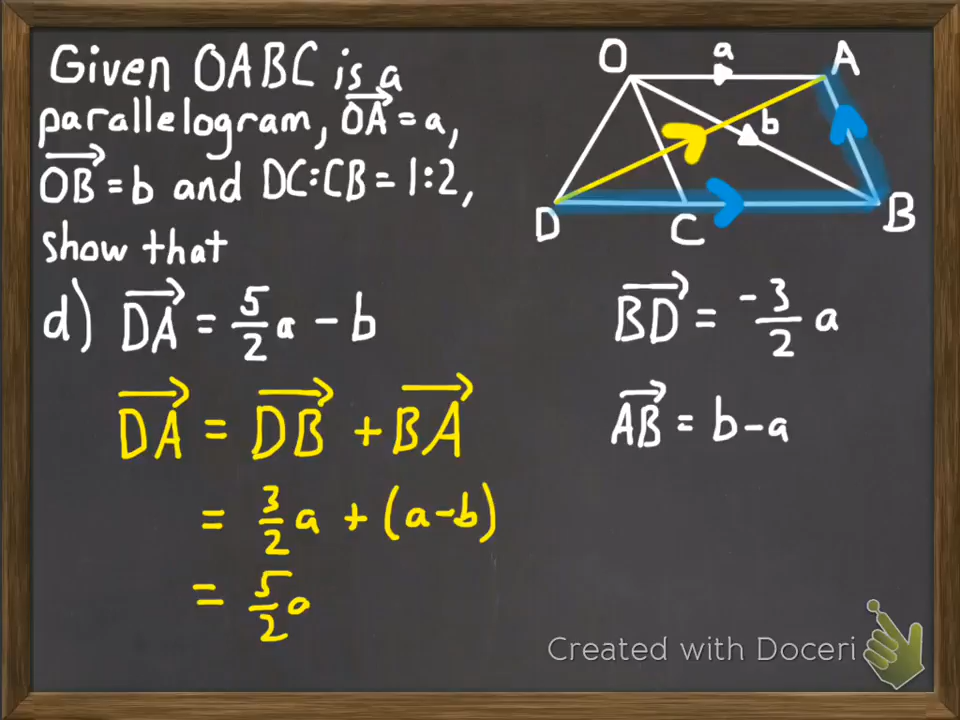 Given OABC is a
parallelogram, OA = a,
OB = b and DC:CB = 1:2,
show that
d) DA = 5/2 a - b
DA = DB + BA
= 3/2 a + (a-b)
= 5/2 a
O
a
A
b
D
C
B
BD = -3/2 a
AB = b-a
Created with Doceri